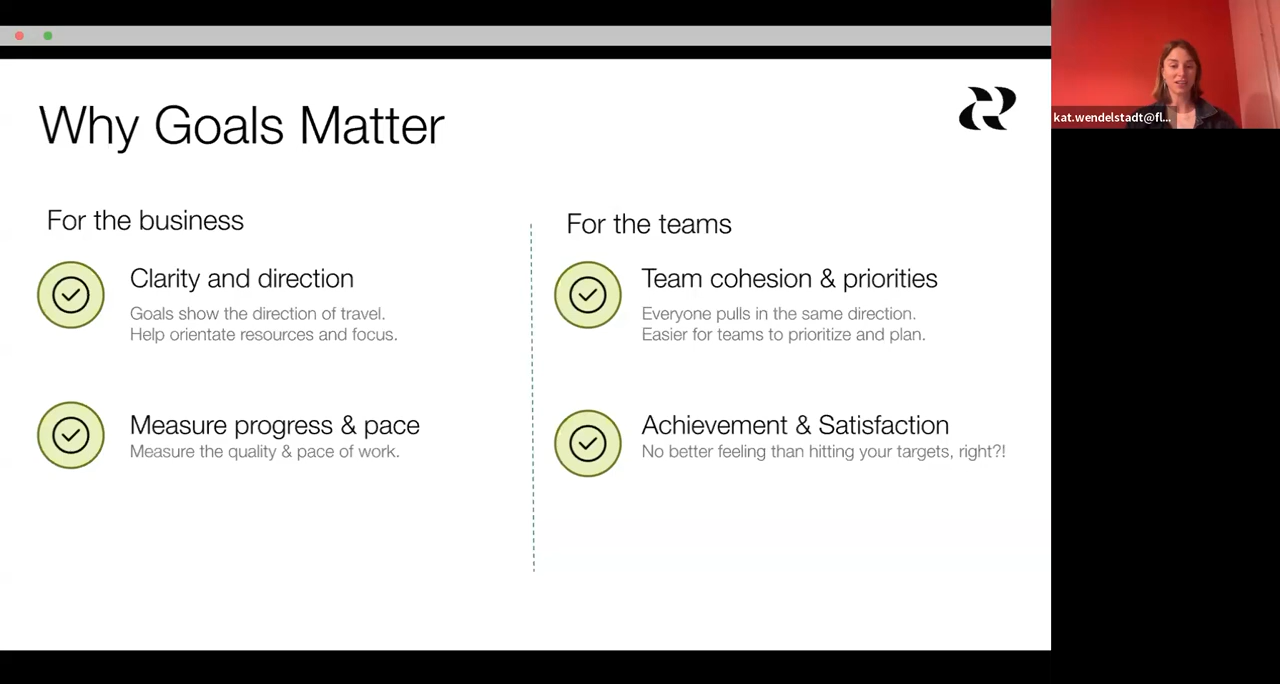 Why Goals Matter
For the business
Clarity and direction
Goals show the direction of travel.
Help orientate resources and focus.
Measure progress & pace
Measure the quality & pace of work.
For the teams
Team cohesion & priorities
Everyone pulls in the same direction.
Easier for teams to prioritize and plan.
Achievement & Satisfaction
No better feeling than hitting your targets, right?!
kat.wendelstadt@fl...